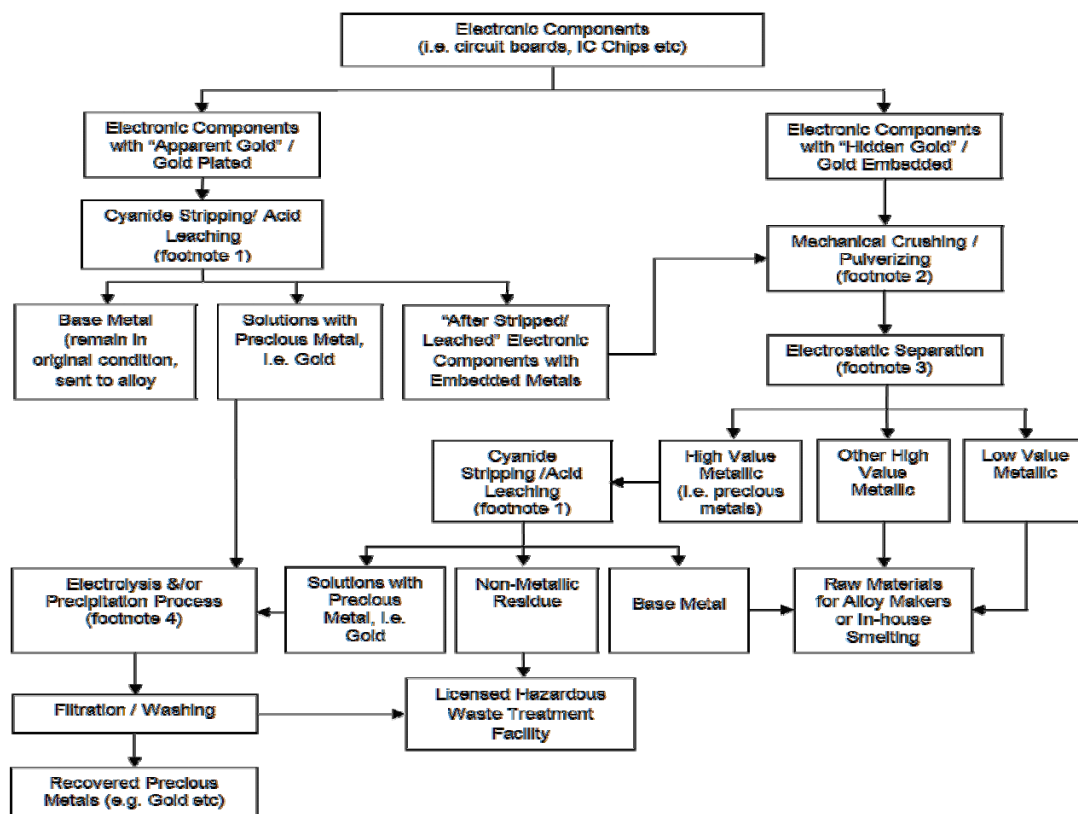 Electronic Components
(i.e. circuit boards, IC Chips etc)
Electronic Components
with "Apparent Gold" /
Gold Plated
Electronic Components
with "Hidden Gold" /
Gold Embedded
Cyanide Stripping/ Acid
Leaching
(footnote 1)
Mechanical Crushing /
Pulverizing
(footnote 2)
Base Metal
(remain in
original condition,
sent to alloy
Solutions with
Precious Metal,
i.e. Gold
"After Stripped/
Leached" Electronic
Components with
Embedded Metals
Electrostatic Separation
(footnote 3)
Cyanide
Stripping /Acid
Leaching
(footnote 1)
High Value
Metallic
(i.e. precious
metals)
Other High
Value
Metallic
Low Value
Metallic
Electrolysis &/or
Precipitation Process
(footnote 4)
Solutions with
Precious
Metal, i.e.
Gold
Non-Metallic
Residue
Base Metal
Raw Materials
for Alloy Makers
or In-house
Smelting
Filtration / Washing
Licensed Hazardous
Waste Treatment
Facility
Recovered Precious
Metals (e.g. Gold etc)